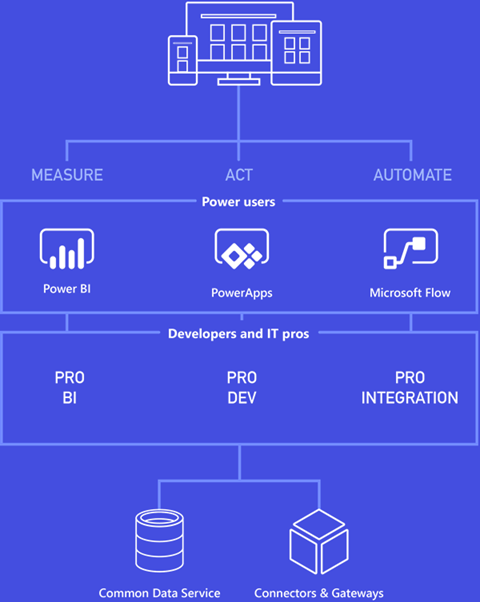 MEASURE ACT AUTOMATE
Power users
Power BI PowerApps Microsoft Flow
Developers and IT pros
PRO PRO PRO
BI DEV INTEGRATION
Common Data Service Connectors & Gateways